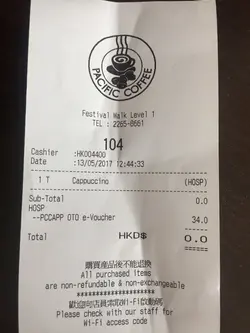 PACIFIC COFFEE
Festival Walk Level 1
TEL : 2265-8661
104
Cashier :HK004400
Date :13/05/2017 12:44:33
1 T Cappuccino (HOSP)
Sub-Total 0.0
HOSP
--PCCAPP OTO e-Voucher 34.0
Total HKD$ 0.0
購買産品後不能退換
All purchased items
are non-refundable & non-exchangeable
**********************
歡迎向店員索取Wi-Fi啟動碼
Please check with our staff for
Wi-Fi access code